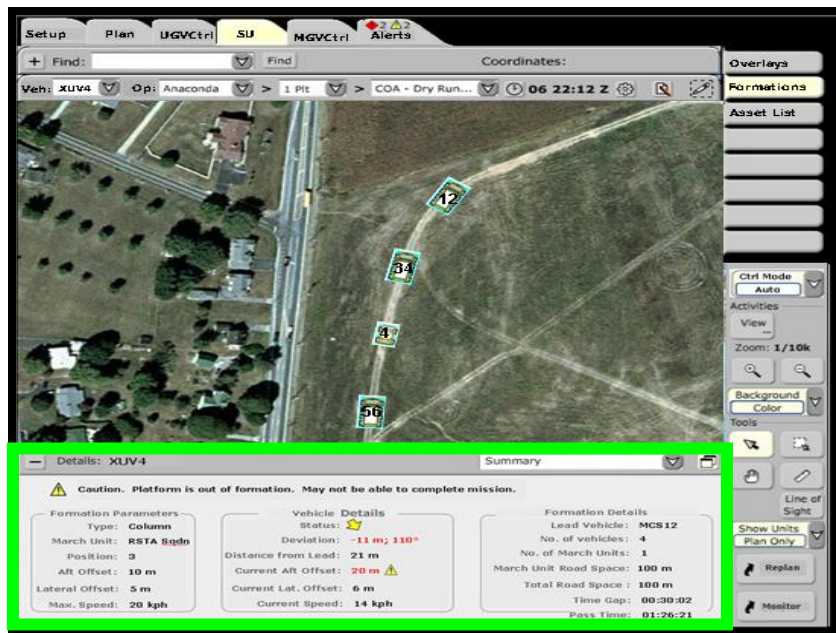 Setup Plan UGVCtrl SU MGVCtrl 2 2 Alerts
+ Find: Find Coordinates:
Veh: XUV4 Op: Anaconda > 1 Plt > COA - Dry Run... 06 22:12 Z
Overlays
Formations
Asset List
12
34
4
56
Ctrl Mode
Auto
Activities
View
...
Zoom: 1/10k
Background
Color
Tools
Line of
Sight
Show Units
Plan Only
Replan
Monitor
Details: XUV4 Summary
Caution. Platform is out of formation. May not be able to complete mission.
Formation Parameters
Type: Column
March Unit: RSTA Sqdn
Position: 3
Aft Offset: 10 m
Lateral Offset: 5 m
Max. Speed: 20 kph
Vehicle Details
Status:
Deviation: -11 m; 110°
Distance from Lead: 21 m
Current Aft Offset: 20 m
Current Lat. Offset: 6 m
Current Speed: 14 kph
Formation Details
Lead Vehicle: MCS12
No. of vehicles: 4
No. of March Units: 1
March Unit Road Space: 100 m
Total Road Space : 100 m
Time Gap: 00:30:02
Pass Time: 01:26:21